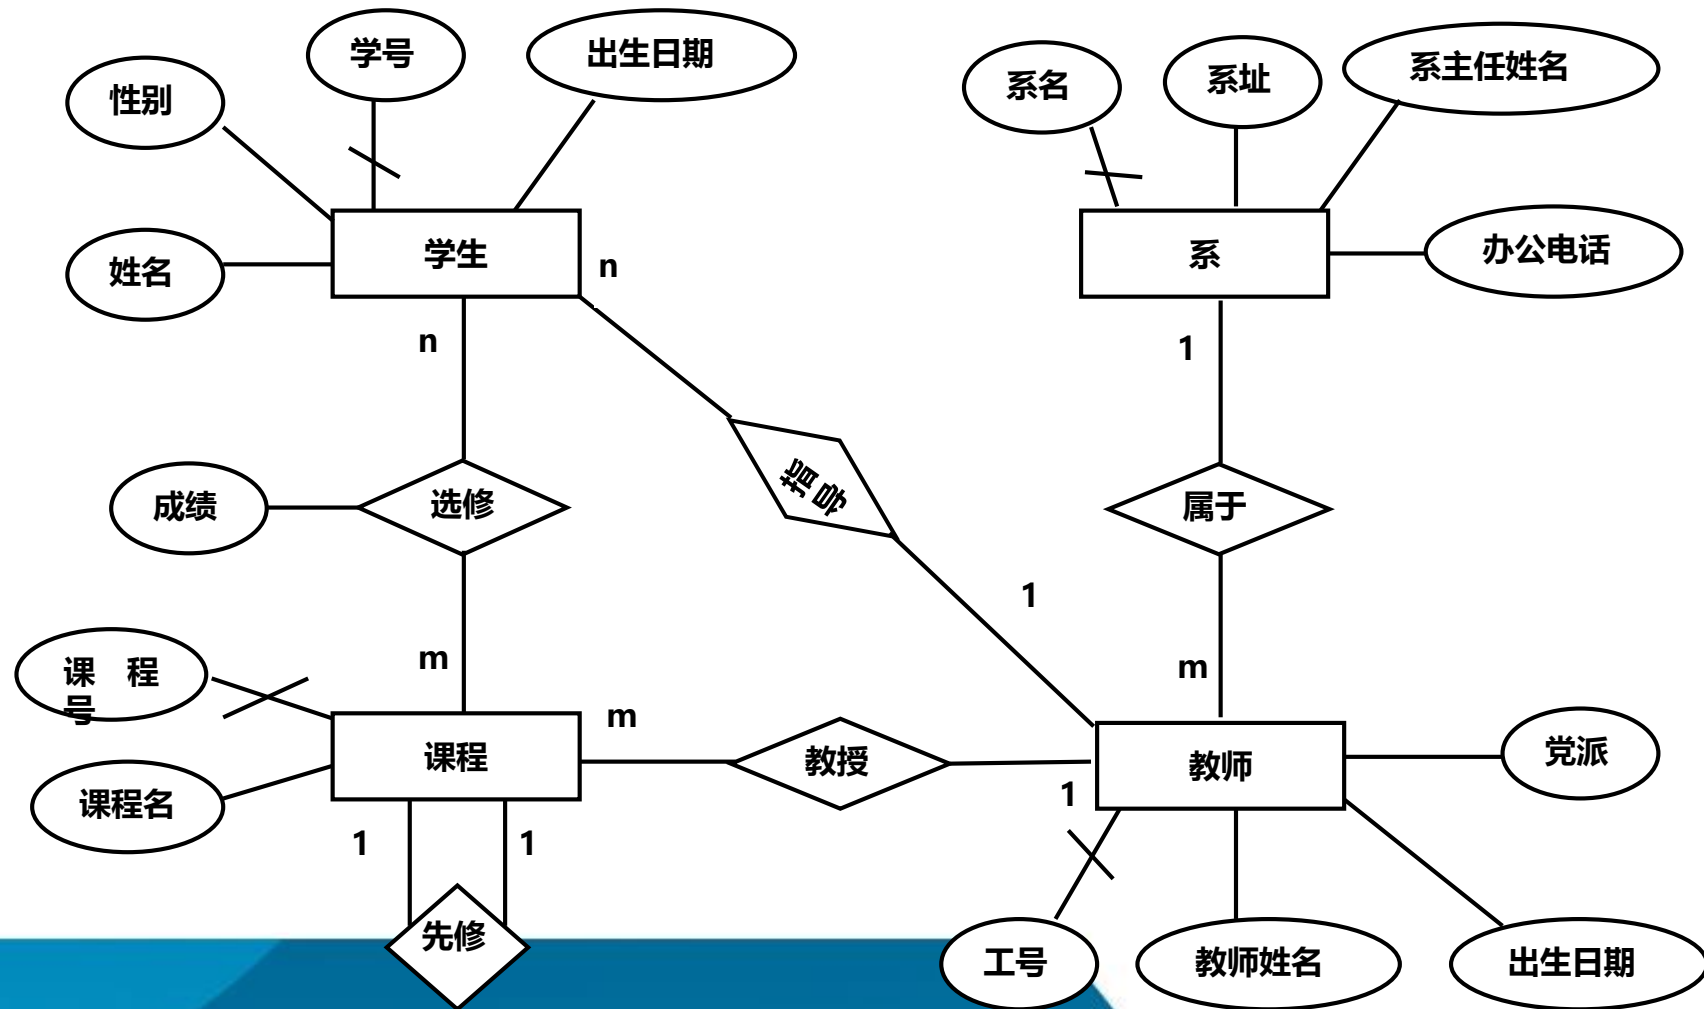 学号
出生日期
系名
系址
系主任姓名
性别
姓名
学生
n
系
办公电话
n
1
成绩
选修
指导
属于
1
m
m
课 程
号
课程
m
教授
教师
党派
课程名
1
1
1
先修
工号
教师姓名
出生日期